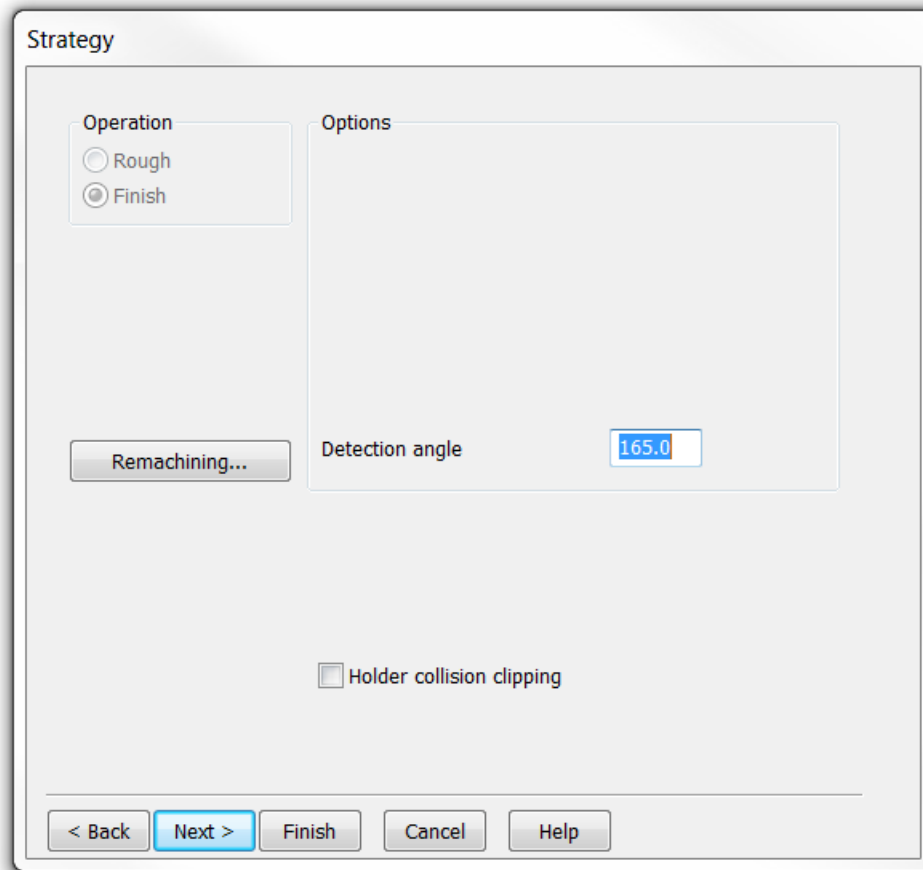 Strategy
Operation
Rough
Finish
Options
Remachining...
Detection angle 165.0
Holder collision clipping
< Back Next > Finish Cancel Help